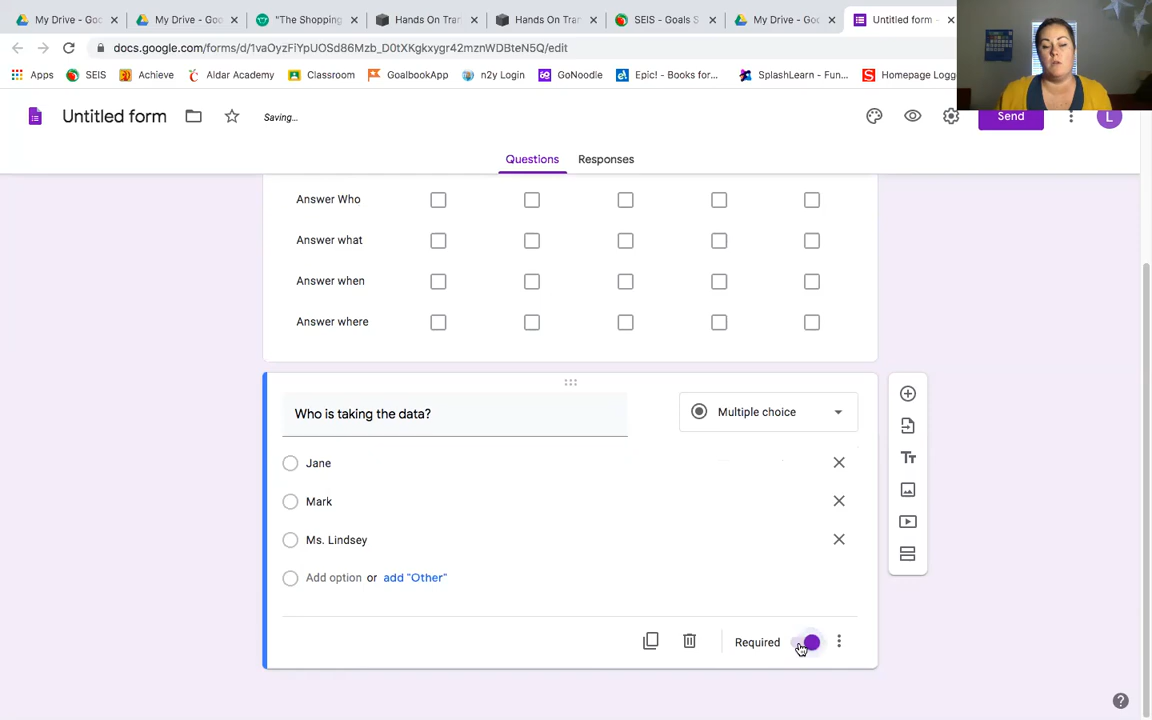 My Drive - Goo
My Drive - Goo
"The Shopping
Hands On Tran
Hands On Tran
SEIS - Goals S
My Drive - Goo
Untitled form -
docs.google.com/forms/d/1vaOyzFiYpUOSd86Mzb_D0tXKgkxygr42mznWDBteN5Q/edit
Apps
SEIS
Achieve
Aldar Academy
Classroom
GoalbookApp
n2y Login
GoNoodle
Epic! - Books for...
SplashLearn - Fun...
Homepage Logg
Untitled form
Saving...
Send
L
Questions
Responses
Answer Who
Answer what
Answer when
Answer where
Who is taking the data?
Multiple choice
Jane
Mark
Ms. Lindsey
Add option or add "Other"
Required